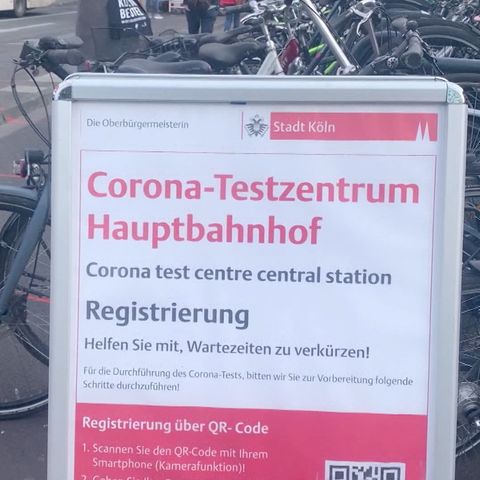 Die Oberbürgermeisterin
Stadt Köln
Corona-Testzentrum
Hauptbahnhof
Corona test centre central station
Registrierung
Helfen Sie mit, Wartezeiten zu verkürzen!
Für die Durchführung des Corona-Tests, bitten wir Sie zur Vorbereitung folgende
Schritte durchzuführen!
Registrierung über QR- Code
1. Scannen Sie den QR-Code mit Ihrem
Smartphone (Kamerafunktion)!